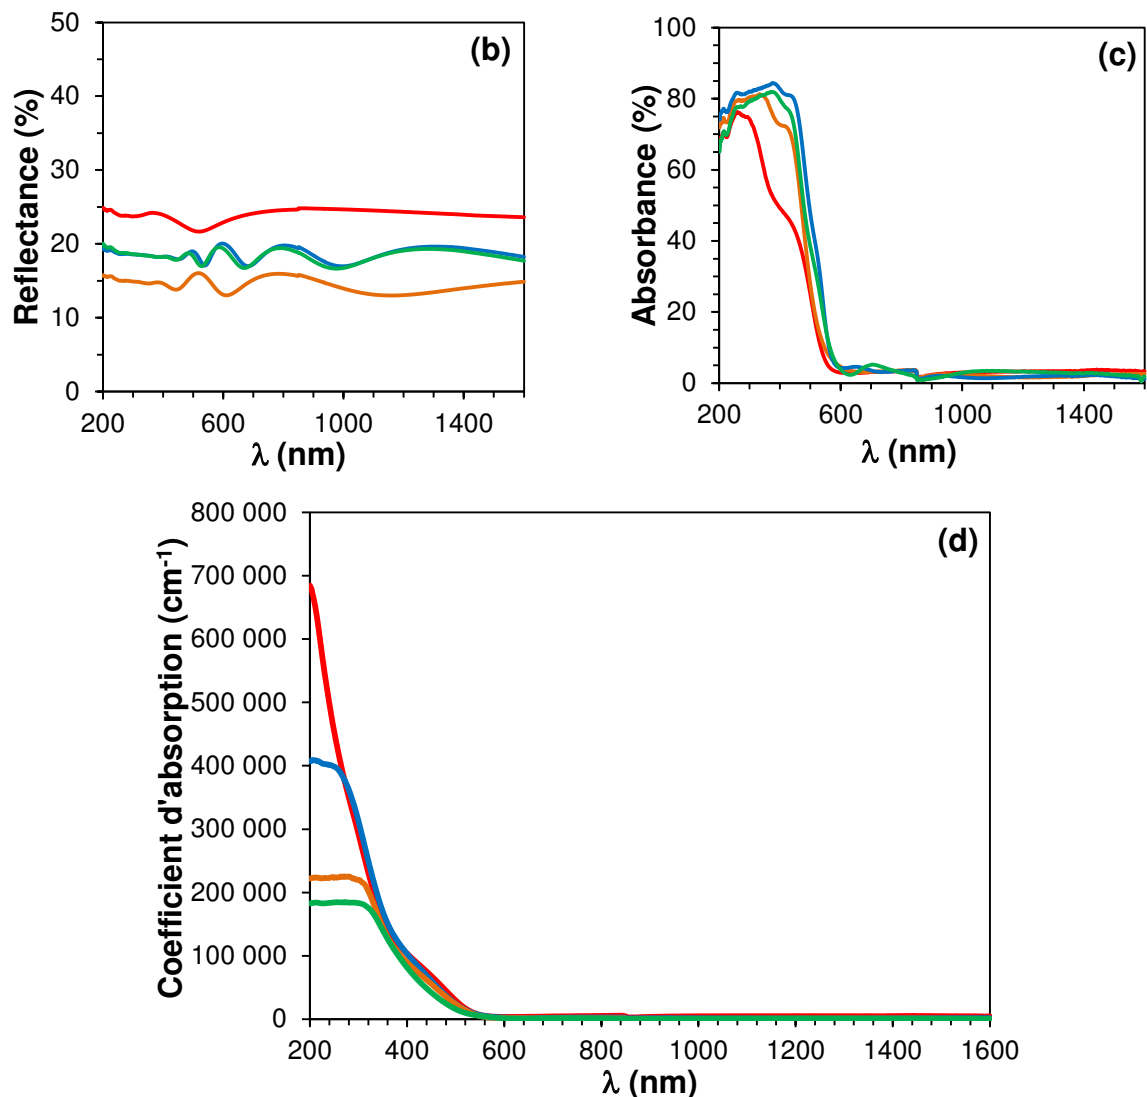 (b)
Reflectance (%)
50
40
30
20
10
0
200 600 1000 1400
λ (nm)
(c)
Absorbance (%)
100
80
60
40
20
0
200 600 1000 1400
λ (nm)
(d)
Coefficient d'absorption (cm-1)
800 000
700 000
600 000
500 000
400 000
300 000
200 000
100 000
0
200 400 600 800 1000 1200 1400 1600
λ (nm)